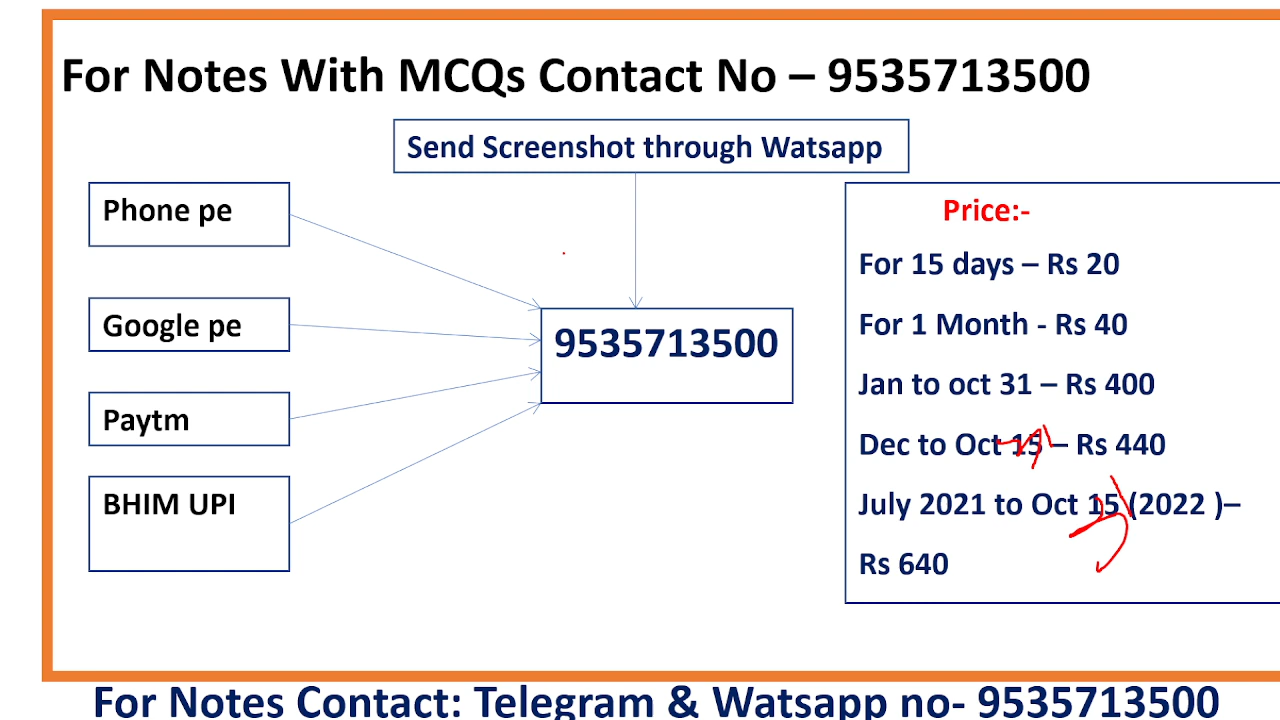 For Notes With MCQs Contact No – 9535713500
Send Screenshot through Watsapp
Phone pe
Google pe
Paytm
BHIM UPI
9535713500
Price:-
For 15 days – Rs 20
For 1 Month - Rs 40
Jan to oct 31 – Rs 400
Dec to Oct 15 – Rs 440
July 2021 to Oct 15 (2022 )–
Rs 640
For Notes Contact: Telegram & Watsapp no- 9535713500